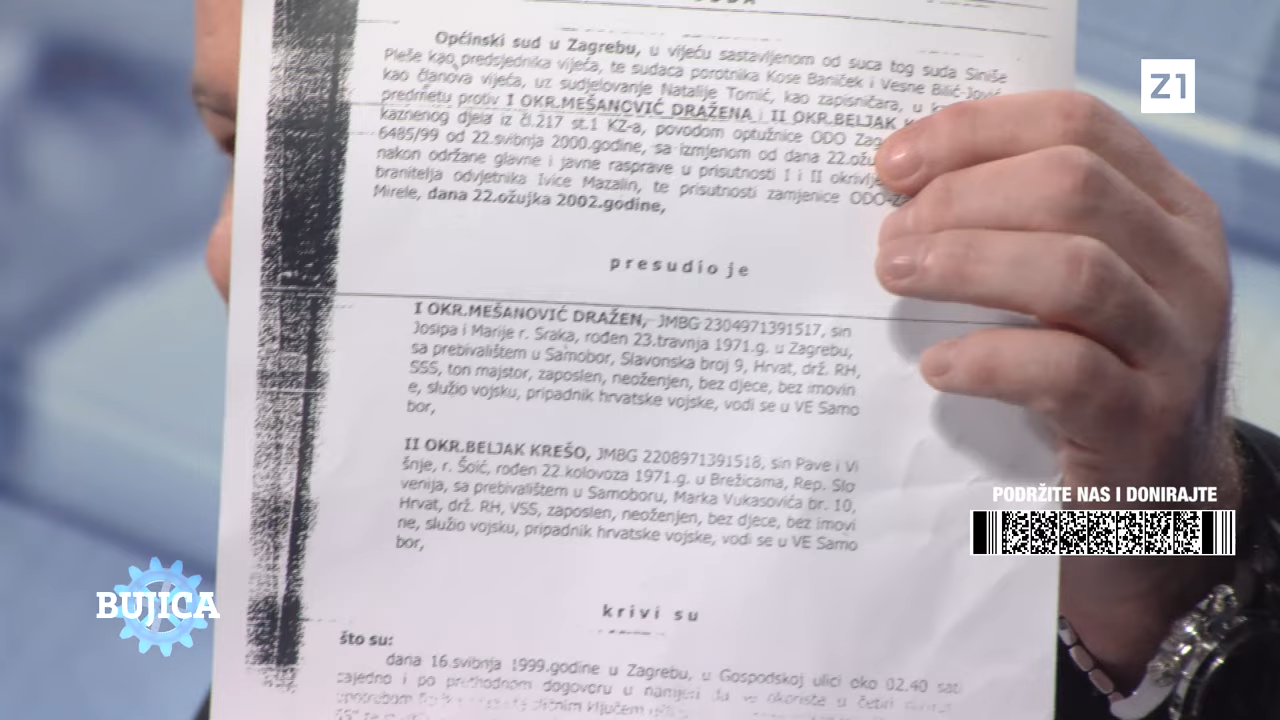 Općinski sud u Zagrebu, u vijeću sastavljenom od suca tog suda Siniše
Pleše kao predsjednika vijeća, te sudaca porotnika Kose Baniček i Vesne Bilić-Jović
kao članova vijeća, uz sudjelovanje Natalije Tomić, kao zapisničara, u
predmetu protiv I OKR.MEŠANOVIĆ DRAŽENA i II OKR.BELJAK
kaznenog djela iz čl.217 st.1 KZ-a, povodom optužnice ODO
6485/99 od 22.svibnja 2000.godine, sa izmjenom od dana
nakon održane glavne i javne rasprave u prisutnosti I i II
branitelja odvjetnika Ivice Mazalin, te prisutnosti zamjenice
Mirele, dana 22.ožujka 2002.godine,
presudio je
I OKR.MEŠANOVIĆ DRAŽEN, JMBG 2304971391517, sin
Josipa i Marije r. Sraka, rođen 23.travnja 1971.g. u Zagrebu,
sa prebivalištem u Samobor, Slavonska broj 9, Hrvat, drž. RH,
SSS, ton majstor, zaposlen, neoženjen, bez djece, bez imovin
e, služio vojsku, pripadnik hrvatske vojske, vodi se u VE Samo
bor,
II OKR.BELJAK KREŠO, JMBG 2208971391518, sin Pave i Vi
šnje, r. Šoić, rođen 22.kolovoza 1971.g. u Brežicama, Rep. Slo
venija, sa prebivalištem u Samoboru, Marka Vukasovića br. 10,
Hrvat, drž. RH, VSS, zaposlen, neoženjen, bez djece, bez imovi
ne, služio vojsku, pripadnik hrvatske vojske, vodi se u VE Samo
bor,
krivi su
što su:
dana 16.svibnja 1999.godine u Zagrebu, u Gospodskoj ulici oko 02.40 sati
zajedno i po prethodnom dogovoru u namjeri da
Z1
PODRŽITE NAS I DONIRAJTE
BUJICA